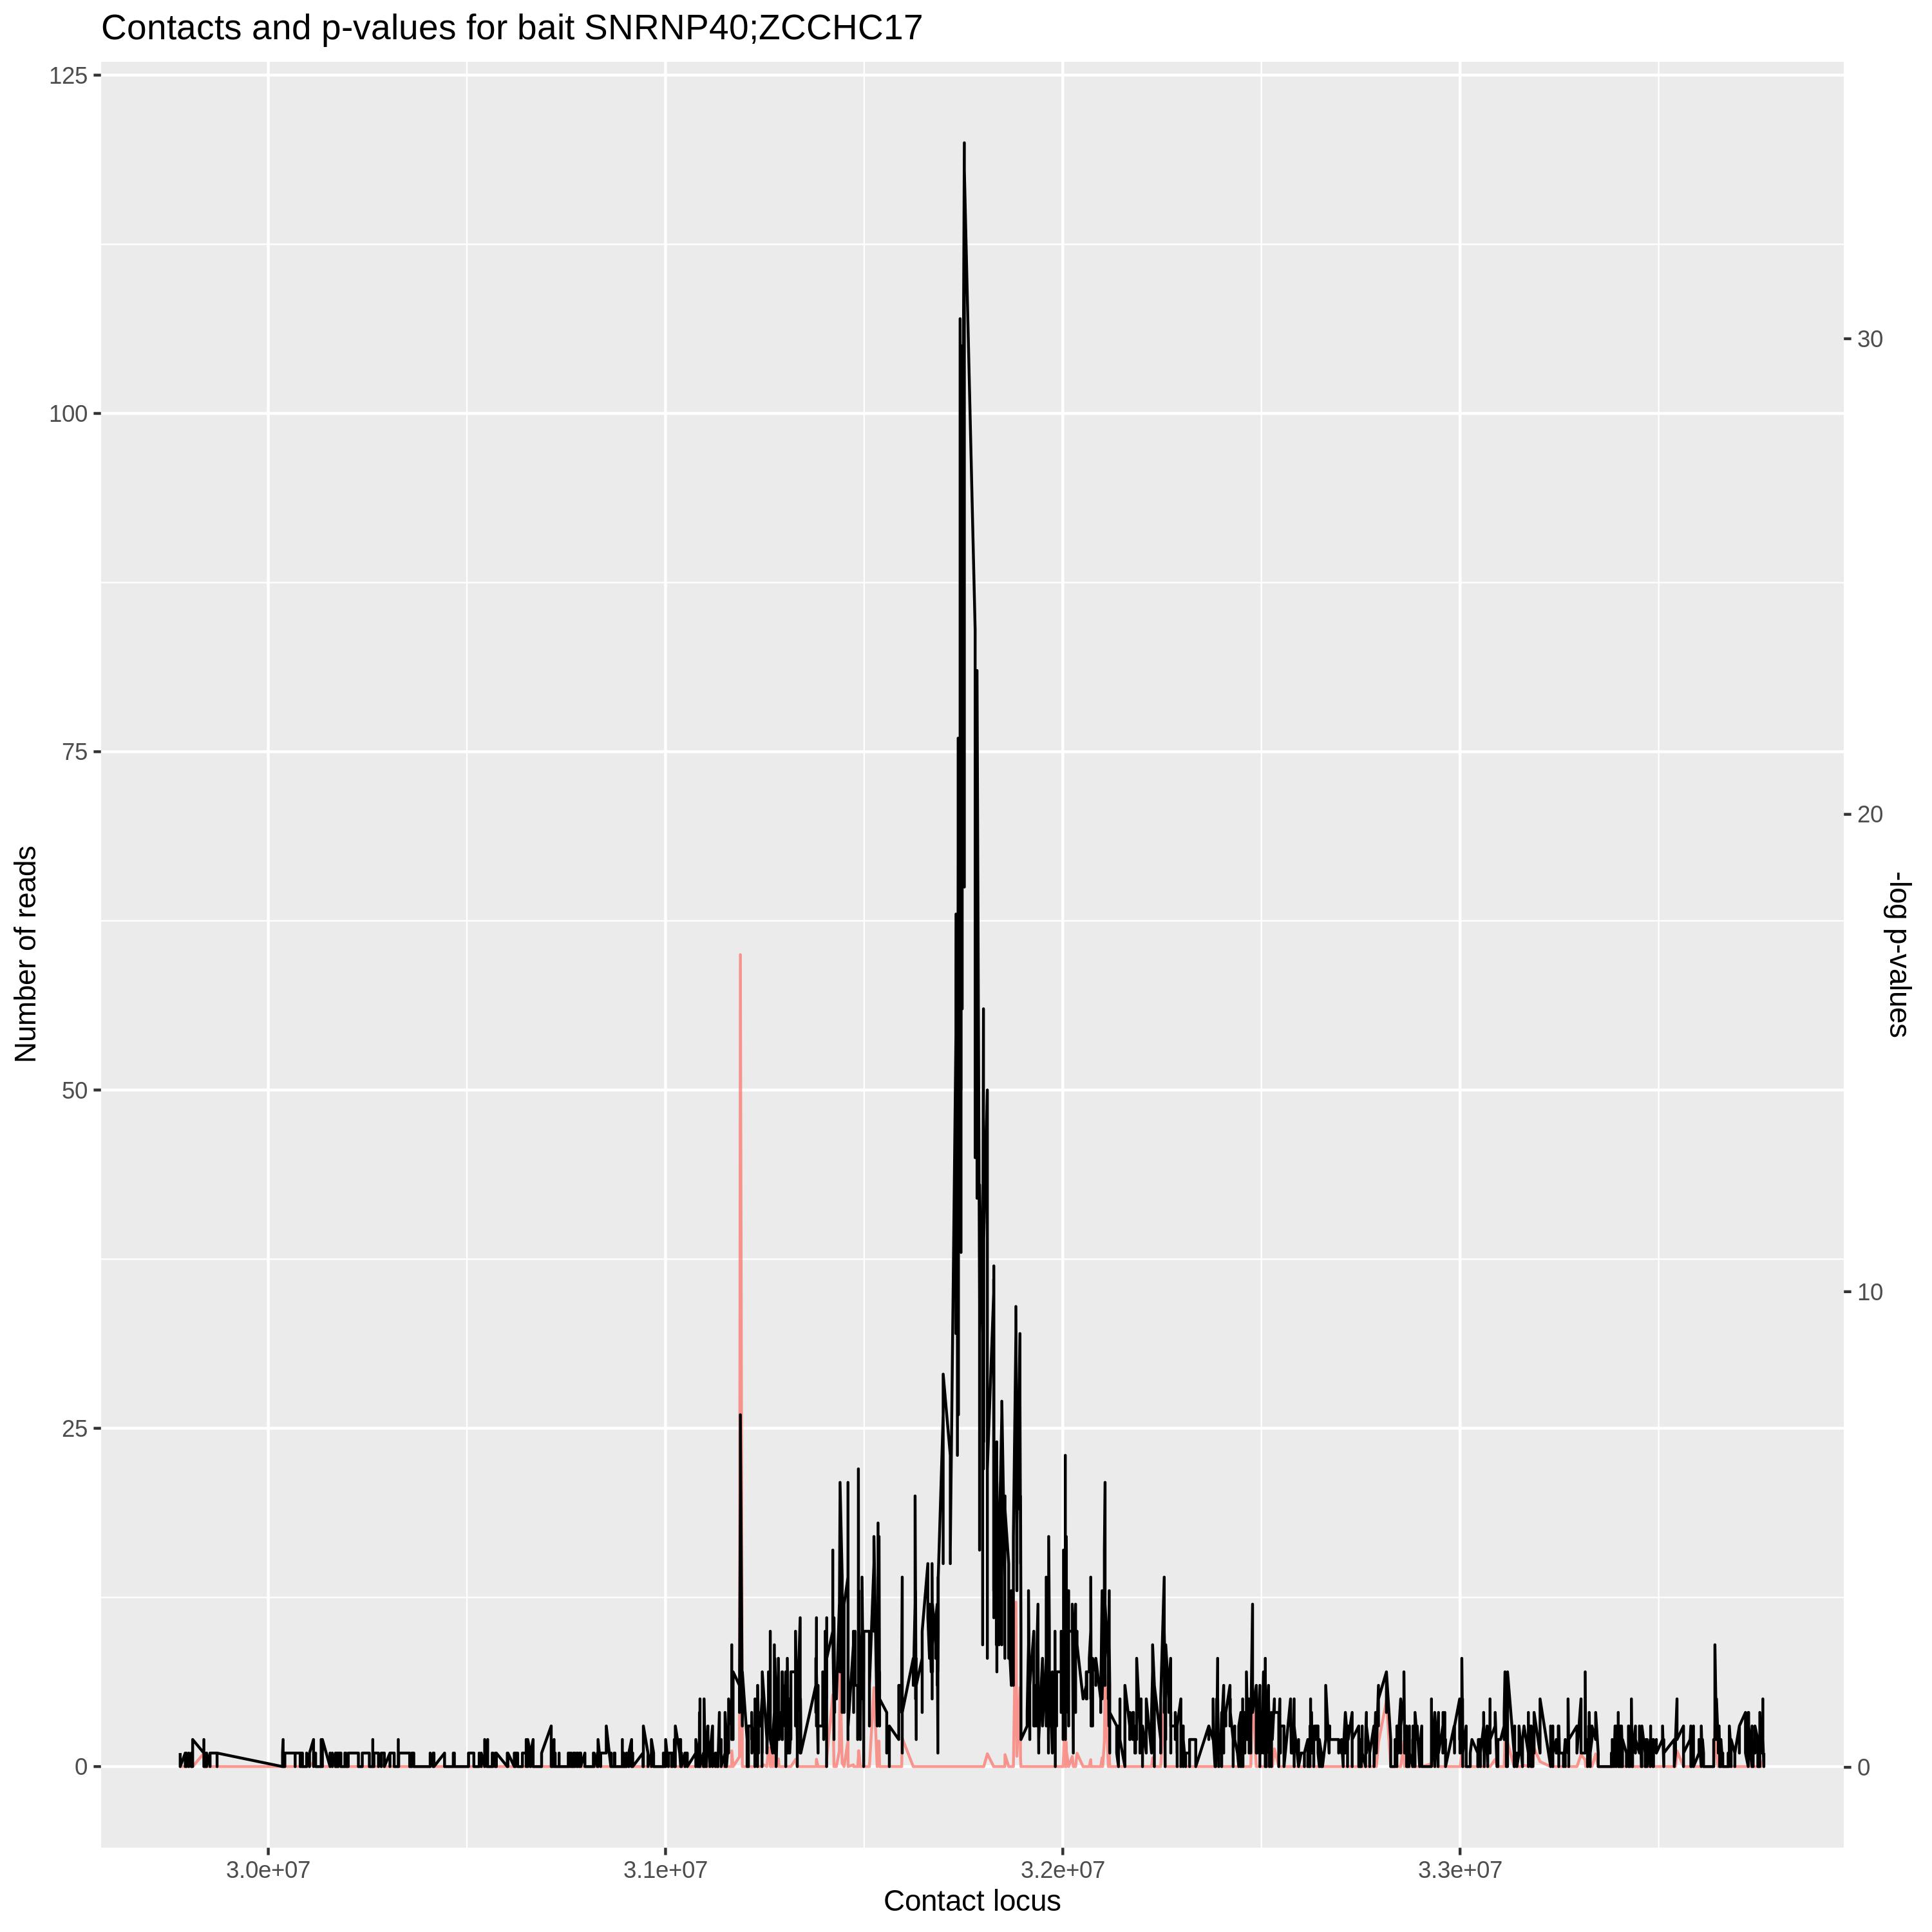 Contacts and p-values for bait SNRNP40;ZCCHC17
125
100
75
50
25
0
Number of reads
30
20
10
0
-log p-values
3.0e+07
3.1e+07
3.2e+07
3.3e+07
Contact locus